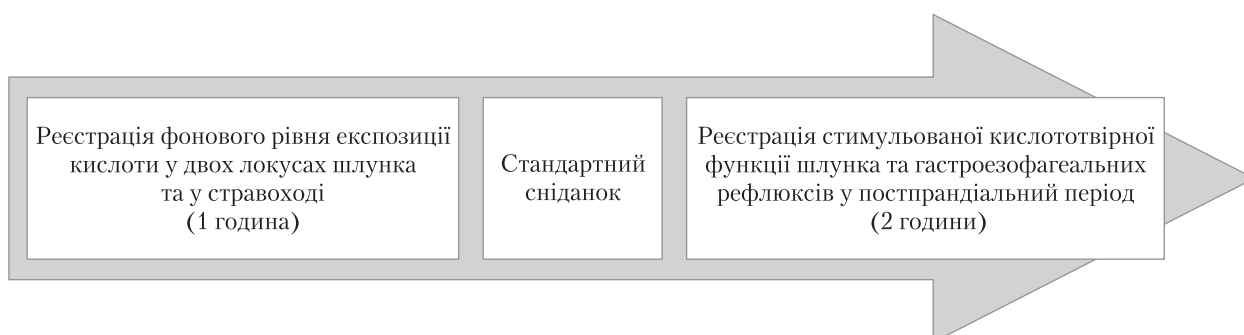 Реєстрація фонового рівня експозиції
кислоти у двох локусах шлунка
та у стравоході
(1 година)
Стандартний
сніданок
Реєстрація стимульованої кислототвірної
функції шлунка та гастроезофагеальних
рефлюксів у постпрандіальний період
(2 години)